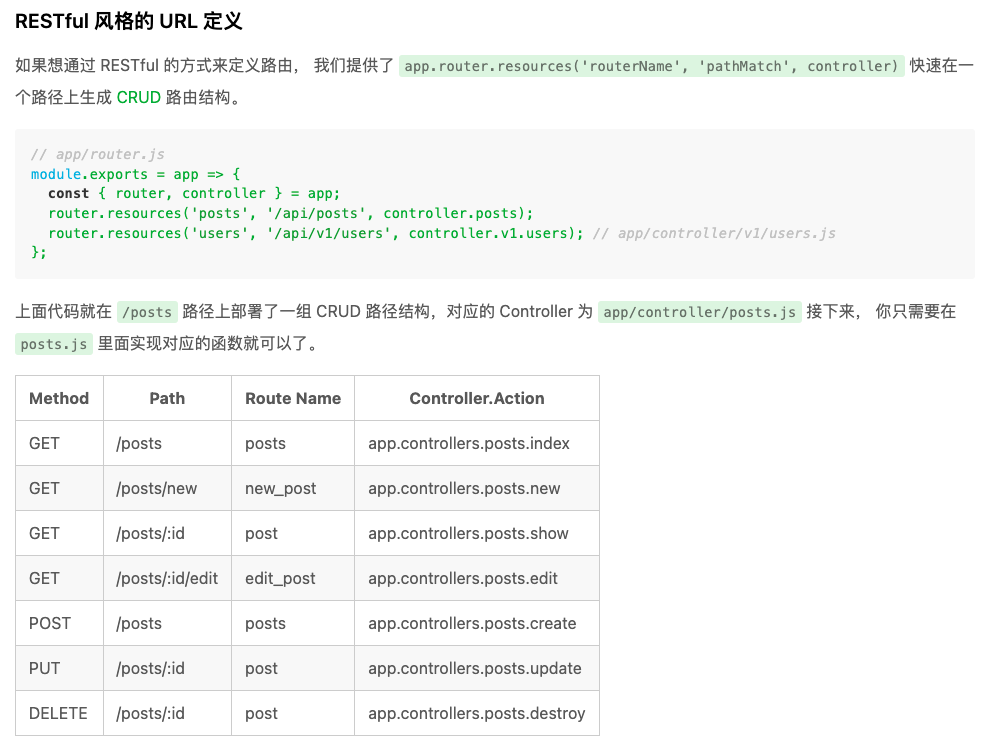 RESTful 风格的 URL 定义
如果想通过 RESTful 的方式来定义路由， 我们提供了 app.router.resources('routerName', 'pathMatch', controller) 快速在一
个路径上生成 CRUD 路由结构。
// app/router.js
module.exports = app => {
  const { router, controller } = app;
  router.resources('posts', '/api/posts', controller.posts);
  router.resources('users', '/api/v1/users', controller.v1.users); // app/controller/v1/users.js
};
上面代码就在 /posts 路径上部署了一组 CRUD 路径结构，对应的 Controller 为 app/controller/posts.js 接下来， 你只需要在
posts.js 里面实现对应的函数就可以了。
Method Path Route Name Controller.Action
GET /posts posts app.controllers.posts.index
GET /posts/new new_post app.controllers.posts.new
GET /posts/:id post app.controllers.posts.show
GET /posts/:id/edit edit_post app.controllers.posts.edit
POST /posts posts app.controllers.posts.create
PUT /posts/:id post app.controllers.posts.update
DELETE /posts/:id post app.controllers.posts.destroy